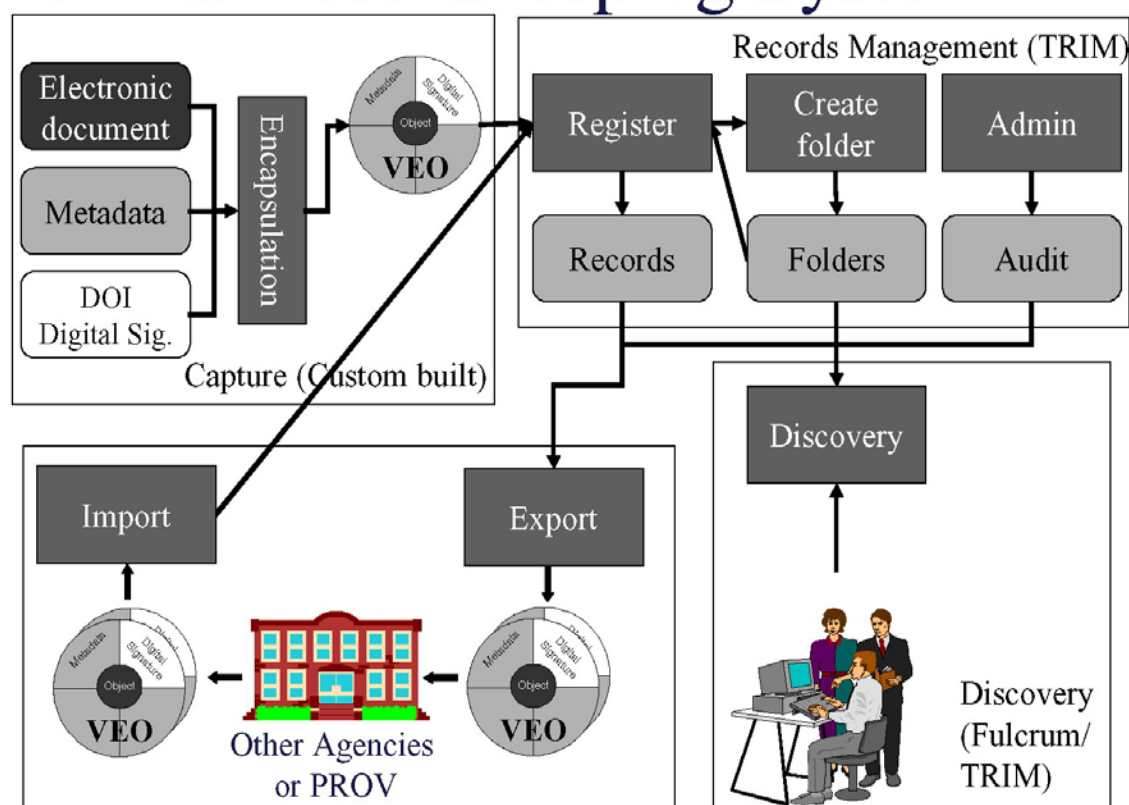 Records Management (TRIM)
Electronic
document
Metadata
DOI
Digital Sig.
Encapsulation
Metadata
Digital
Signature
Object
VEO
Capture (Custom built)
Register
Create
folder
Admin
Records
Folders
Audit
Discovery
Import
Export
Metadata
Digital
Signature
Object
VEO
Other Agencies
or PROV
Metadata
Digital
Signature
Object
VEO
Discovery
(Fulcrum/
TRIM)